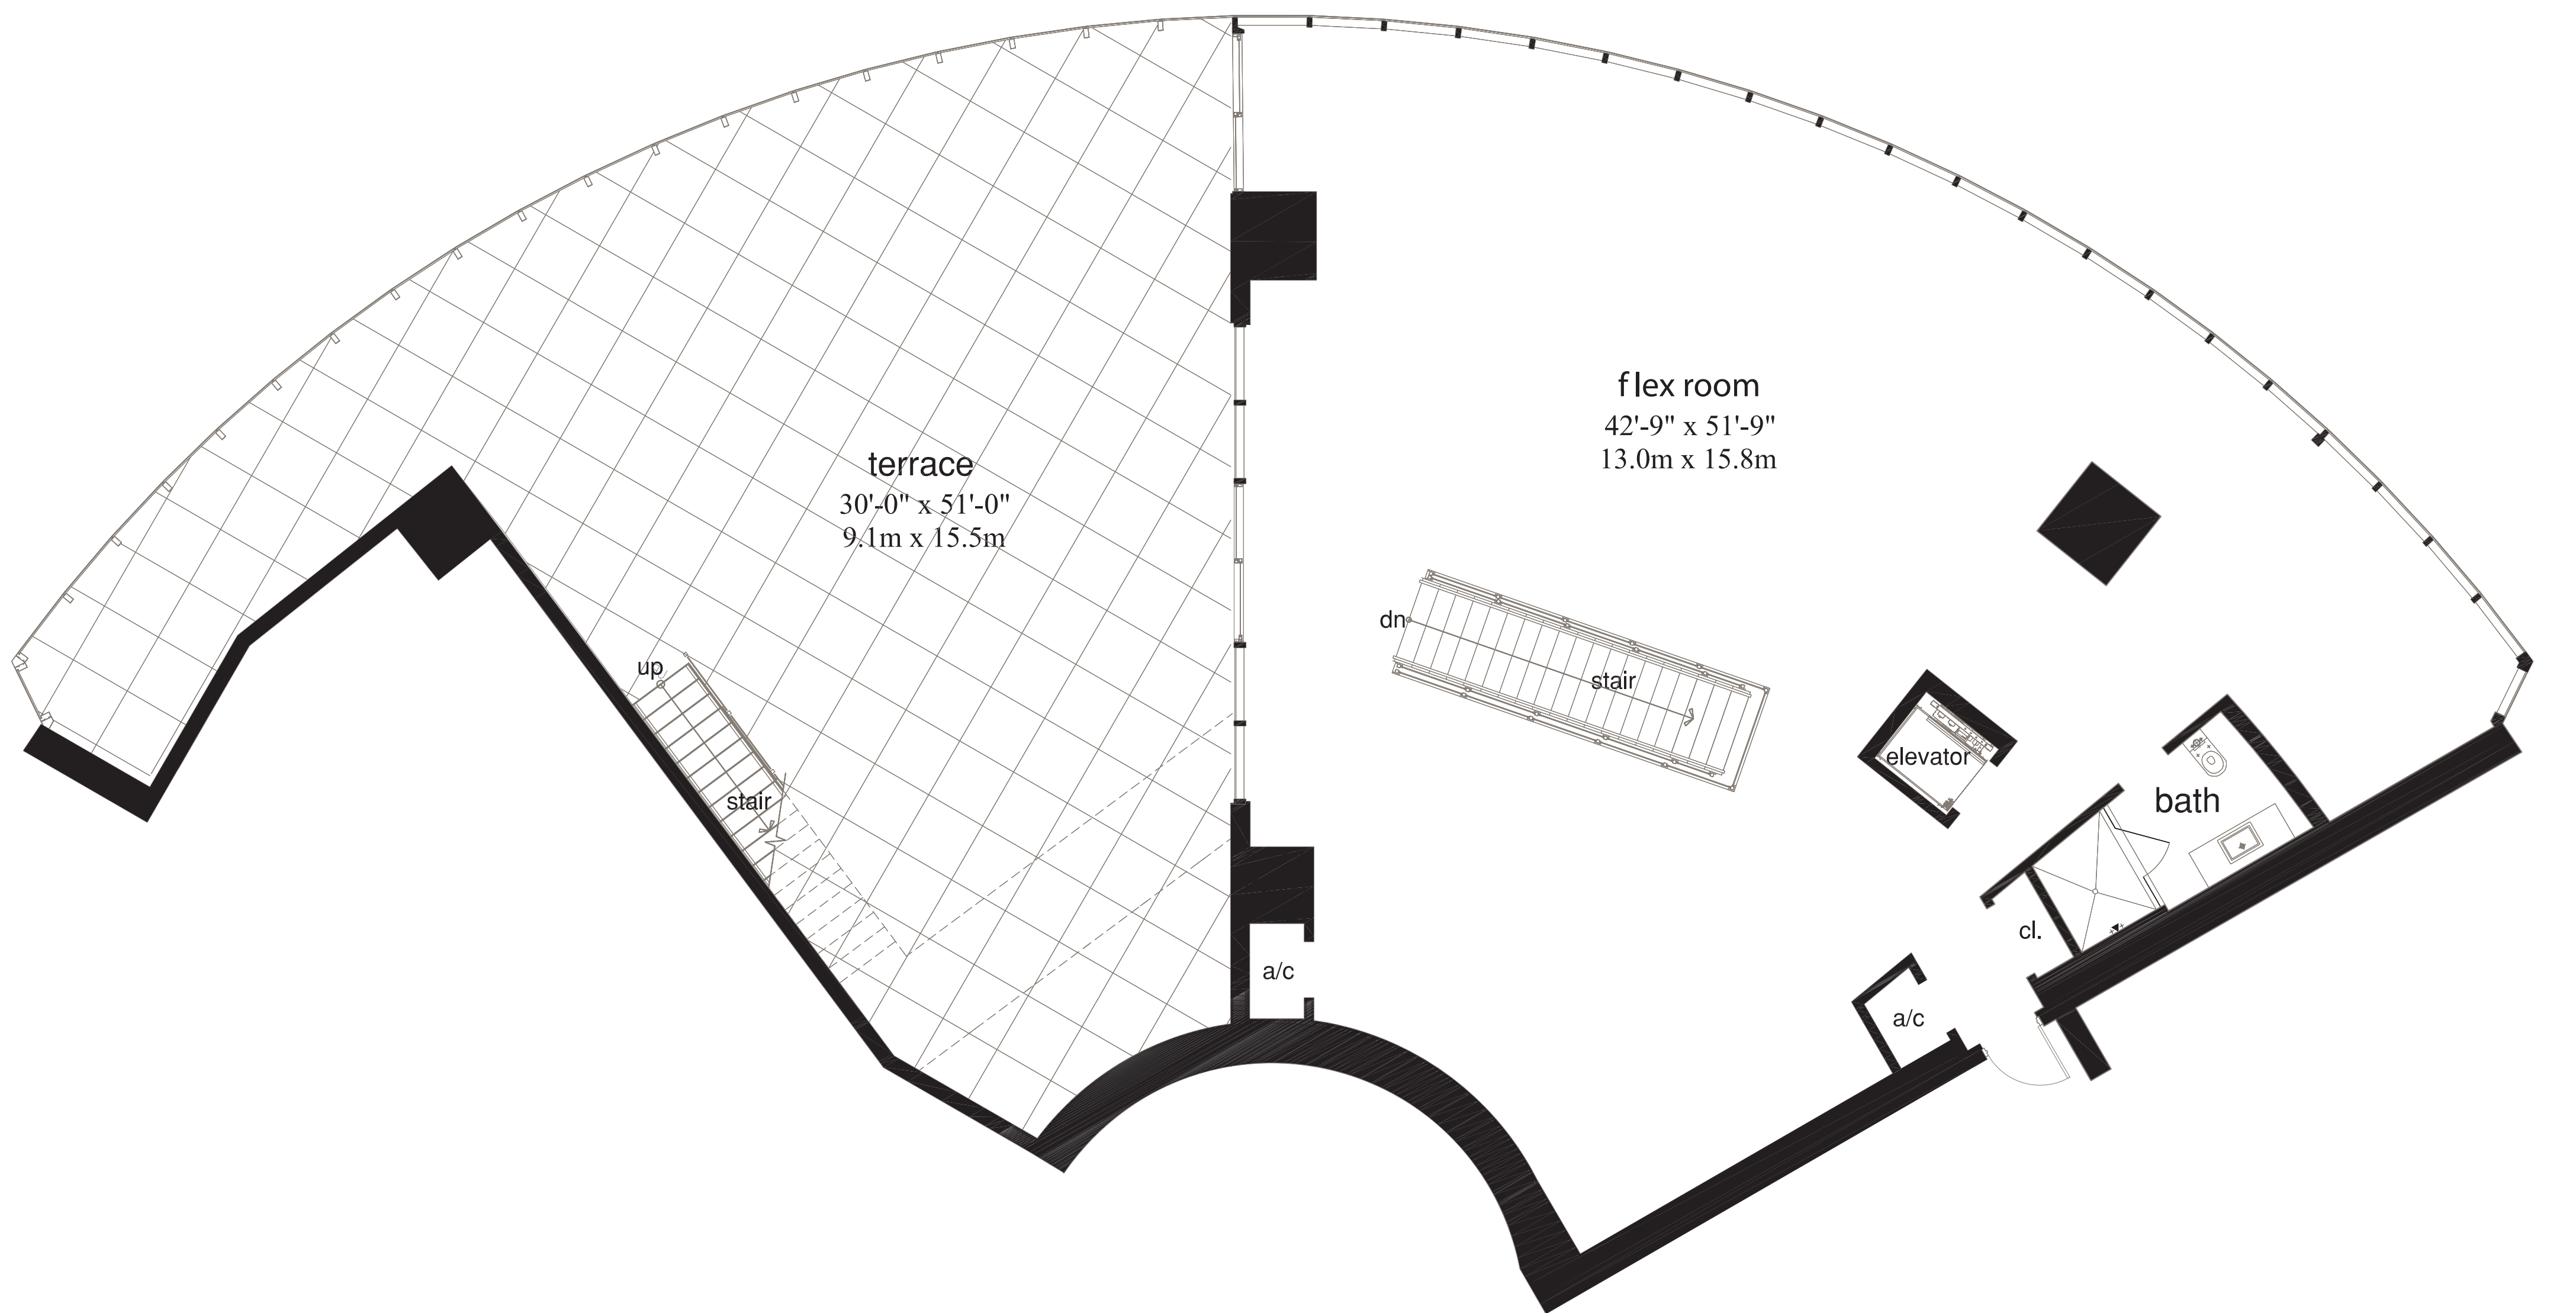 flex room
42'-9" x 51'-9"
13.0m x 15.8m
terrace
30'-0" x 51'-0"
9.1m x 15.5m
dn
stair
up
stair
elevator
bath
cl.
a/c
a/c